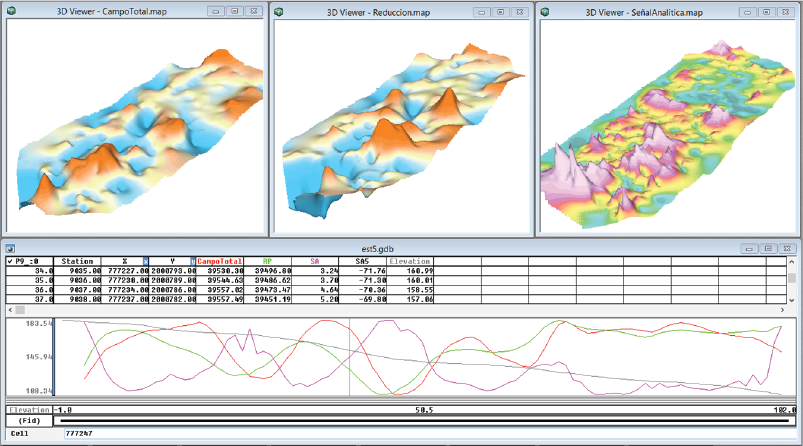 3D Viewer - CampoTotal.map
3D Viewer - Reduccion.map
3D Viewer - SeñalAnalitica.map
est5.gdb
✓ P9_:0 Station X Y CampoTotal RP SA SA5 Elevation
34.0 9035.00 777227.00 2000793.00 39530.30 39496.80 3.24 -71.76 160.99
35.0 9036.00 777230.00 2000789.00 39544.63 39486.62 3.70 -71.30 160.01
36.0 9037.00 777234.00 2000786.00 39557.02 39473.47 4.64 -70.36 158.55
37.0 9038.00 777237.00 2000782.00 39557.49 39451.19 5.20 -69.80 157.06
183.54
145.94
108.34
Elevation -1.0 50.5 102.0
(Fid)
Cell 777247